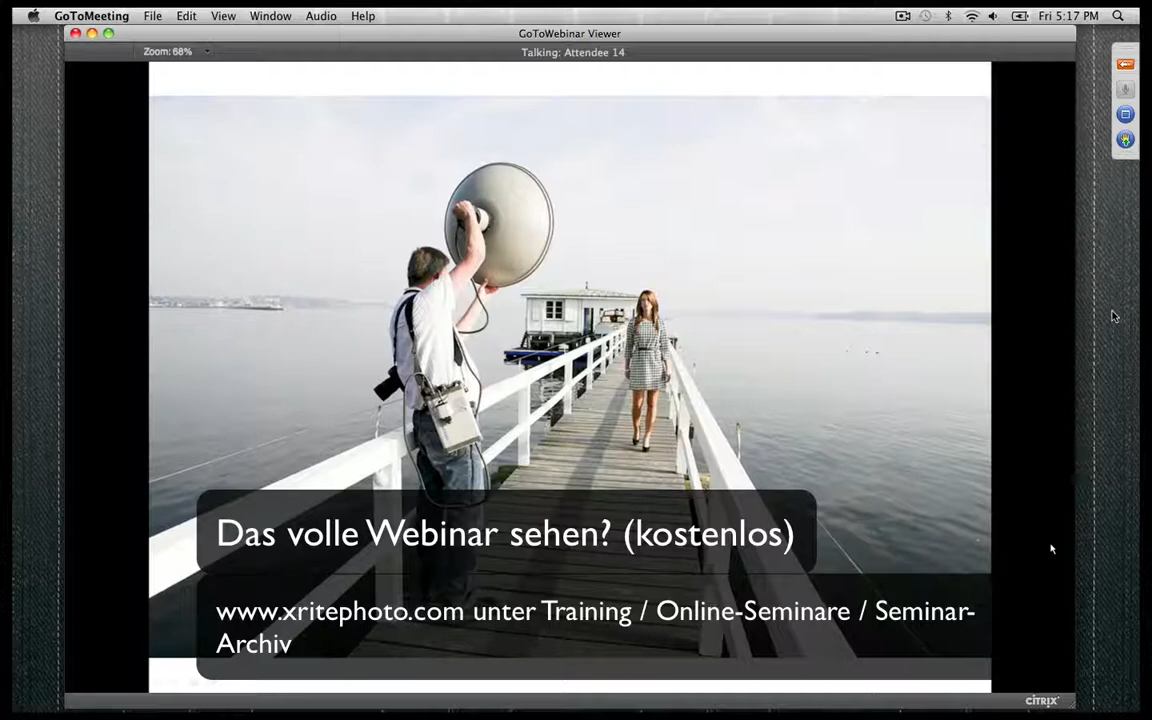 GoToMeeting File Edit View Window Audio Help Fri 5:17 PM
GoToWebinar Viewer
Zoom: 68% Talking: Attendee 14
Das volle Webinar sehen? (kostenlos)
www.xritephoto.com unter Training / Online-Seminare / Seminar-
Archiv
CITRIX